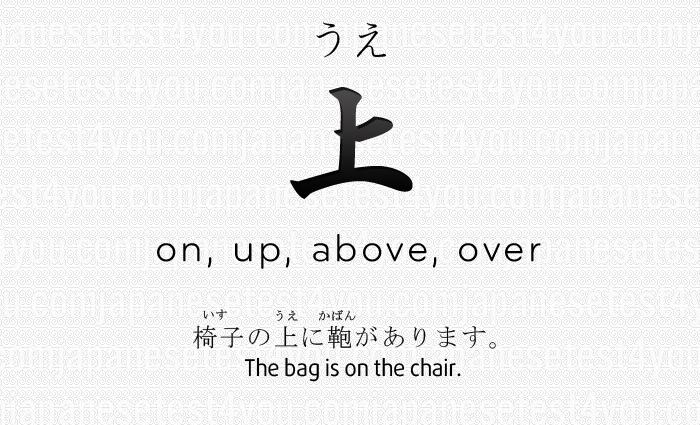 うえ
上
on, up, above, over
いす うえ かばん
椅子の上に鞄があります。
The bag is on the chair.